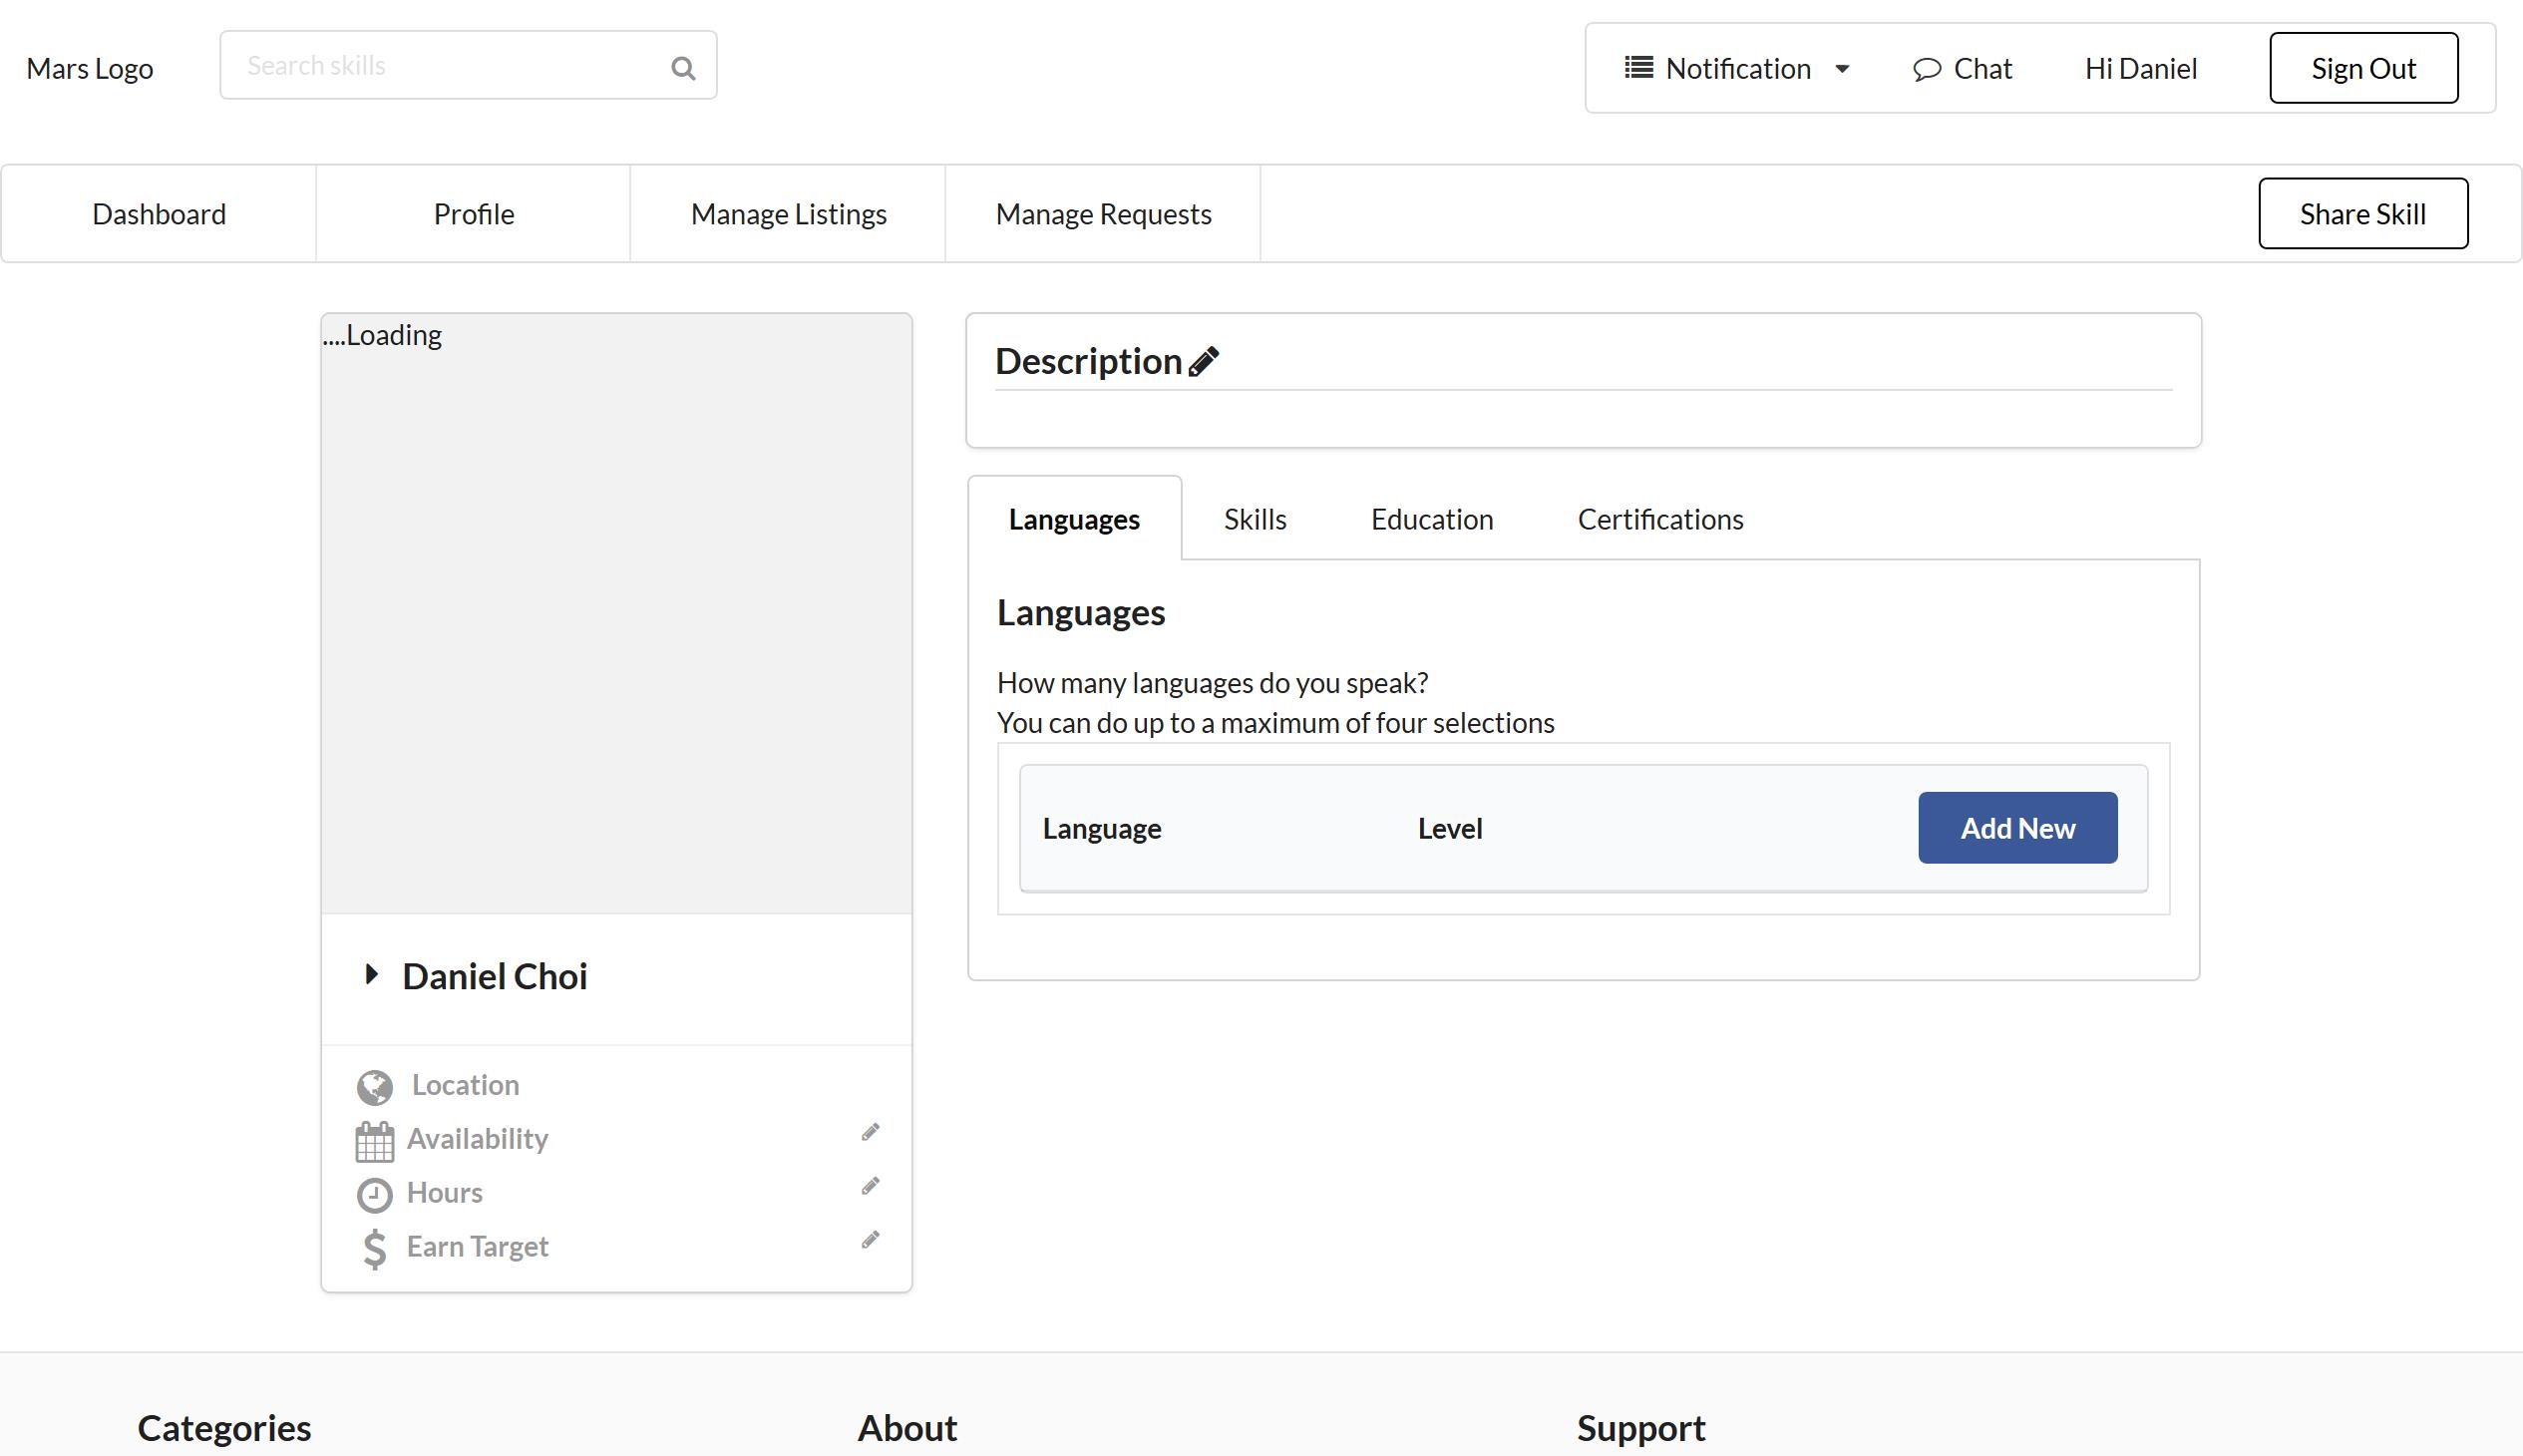 Mars Logo
Search skills
Notification
Chat
Hi Daniel
Sign Out
Dashboard
Profile
Manage Listings
Manage Requests
Share Skill
....Loading
Daniel Choi
Location
Availability
Hours
Earn Target
Description
Languages
Skills
Education
Certifications
Languages
How many languages do you speak?
You can do up to a maximum of four selections
Language
Level
Add New
Categories
About
Support